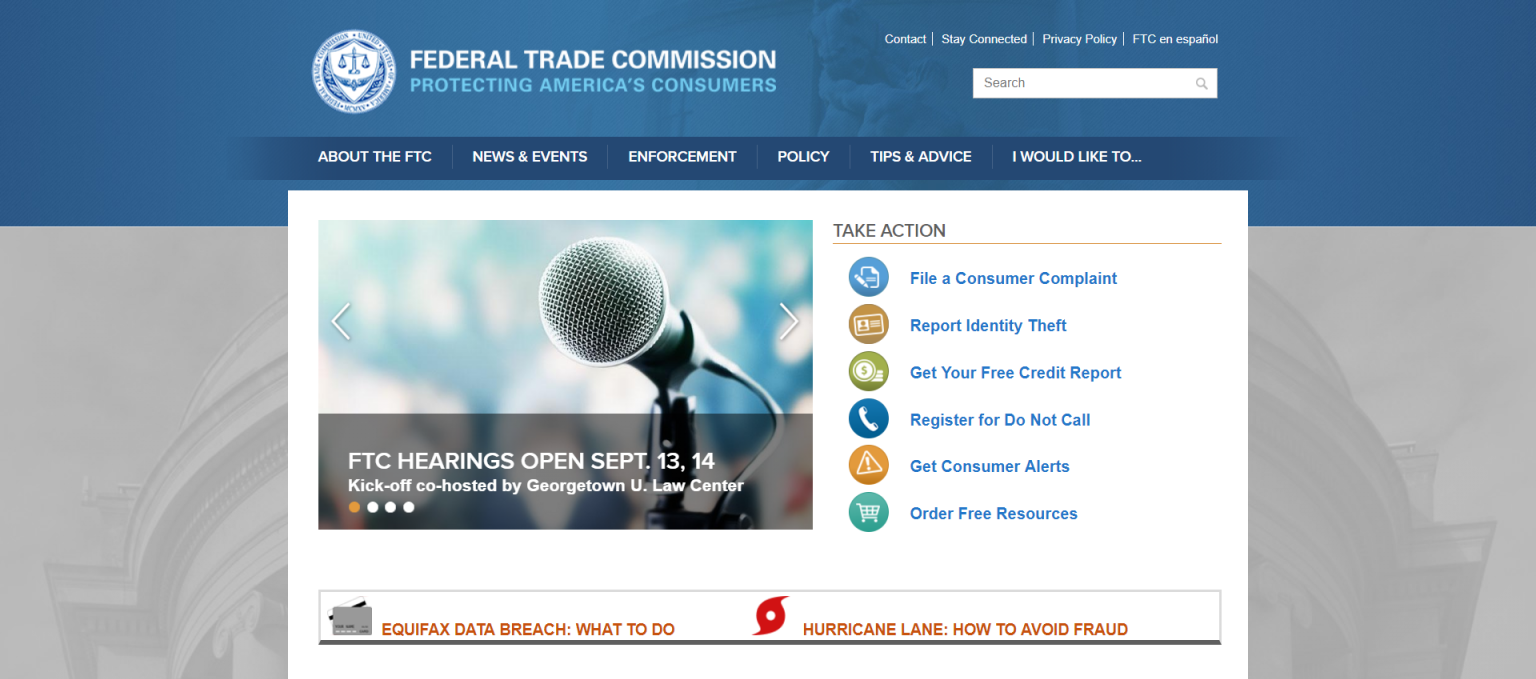 FEDERAL TRADE COMMISSION
PROTECTING AMERICA'S CONSUMERS
Contact
Stay Connected
Privacy Policy
FTC en español
Search
ABOUT THE FTC
NEWS & EVENTS
ENFORCEMENT
POLICY
TIPS & ADVICE
I WOULD LIKE TO...
FTC HEARINGS OPEN SEPT. 13, 14
Kick-off co-hosted by Georgetown U. Law Center
TAKE ACTION
File a Consumer Complaint
Report Identity Theft
Get Your Free Credit Report
Register for Do Not Call
Get Consumer Alerts
Order Free Resources
EQUIFAX DATA BREACH: WHAT TO DO
HURRICANE LANE: HOW TO AVOID FRAUD